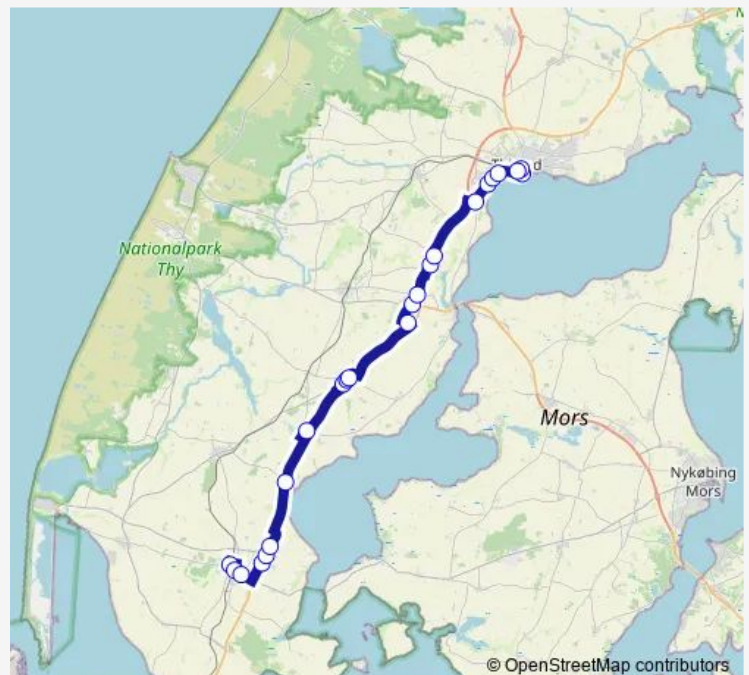 Nationalpark
Thy
Mors
Nykøbing
Mors
© OpenStreetMap contributors